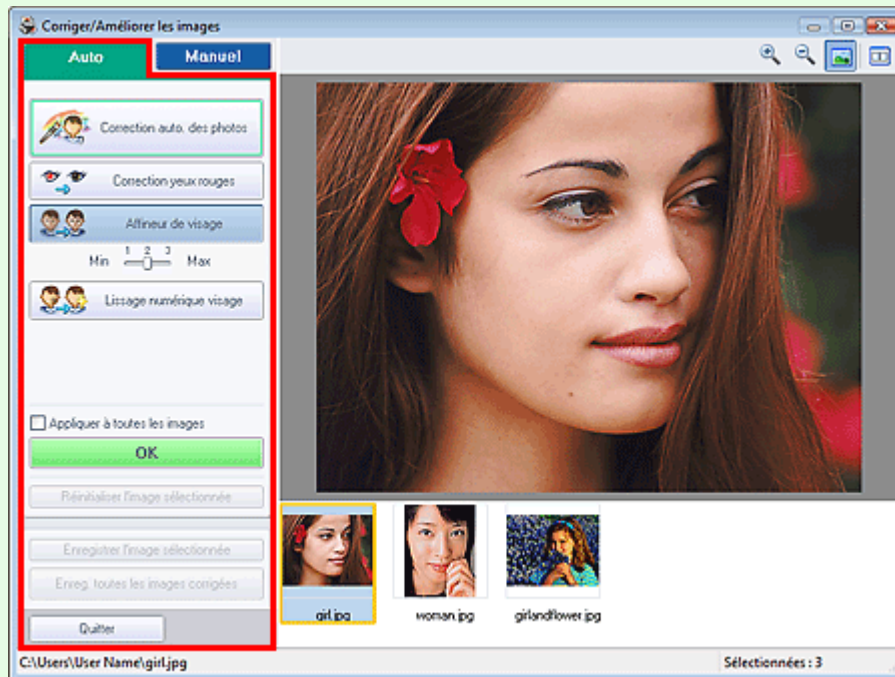 Corriger/Améliorer les images
Auto
Manuel
Correction auto. des photos
Correction yeux rouges
Affineur de visage
1 2 3
Min Max
Lissage numérique visage
Appliquer à toutes les images
OK
Réinitialiser l'image sélectionnée
Enregistrer l'image sélectionnée
Enreg. toutes les images corrigées
Quitter
girl.jpg
woman.jpg
girlandflower.jpg
C:\Users\User Name\girl.jpg
Sélectionnées : 3